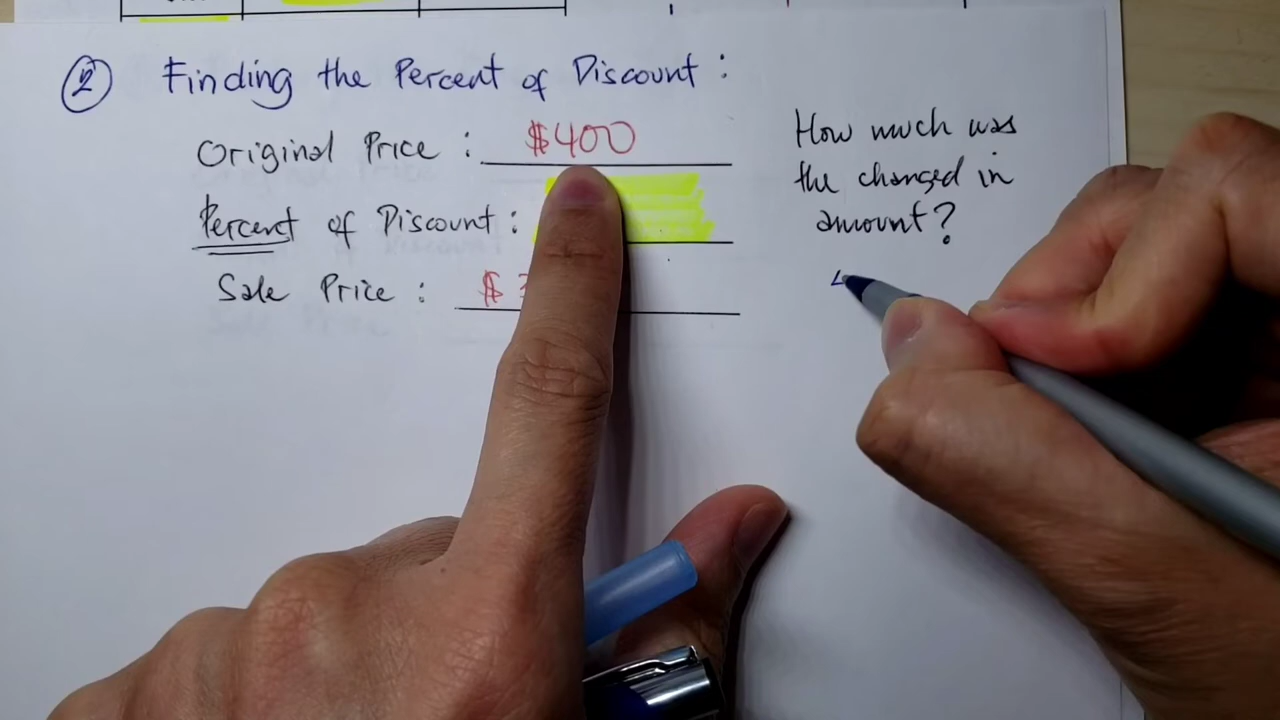 ② Finding the Percent of Discount :
Original Price : $400
Percent of Discount :
Sale Price : $
How much was
the changed in
amount?